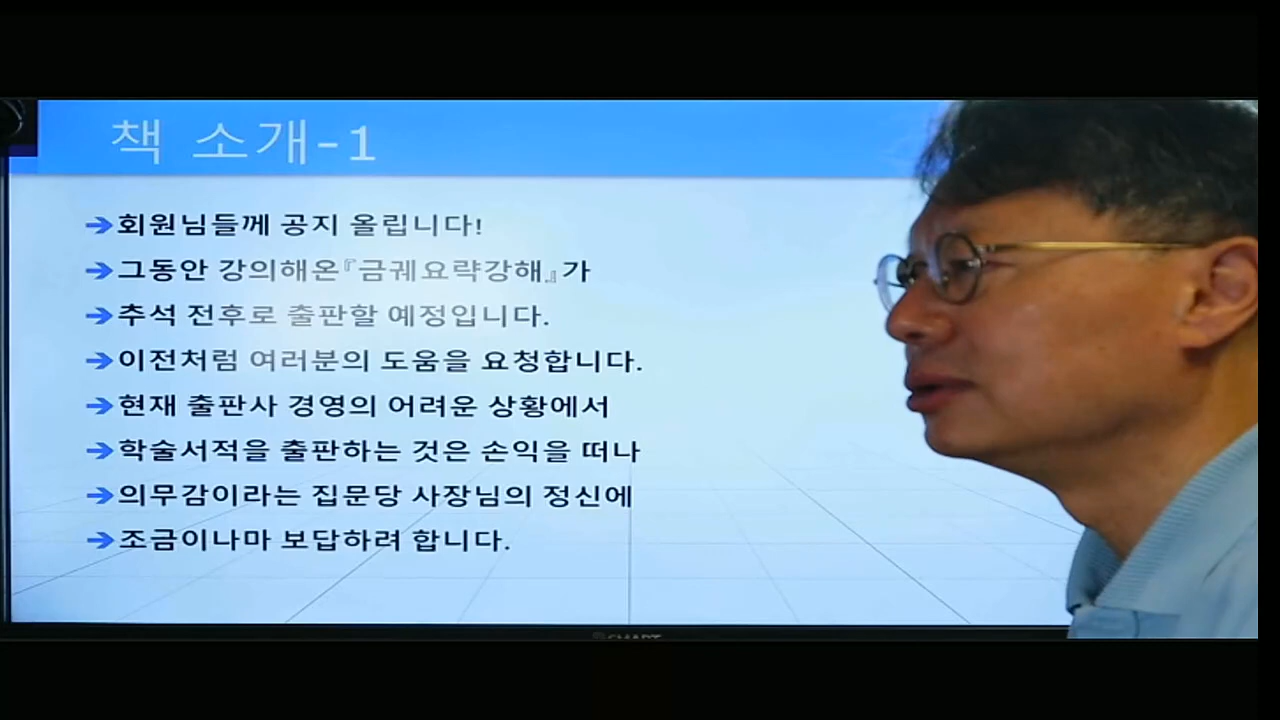 책 소개-1
➔회원님들께 공지 올립니다!
➔그동안 강의해온『금궤요략강해』가
➔추석 전후로 출판할 예정입니다.
➔이전처럼 여러분의 도움을 요청합니다.
➔현재 출판사 경영의 어려운 상황에서
➔학술서적을 출판하는 것은 손익을 떠나
➔의무감이라는 집문당 사장님의 정신에
➔조금이나마 보답하려 합니다.